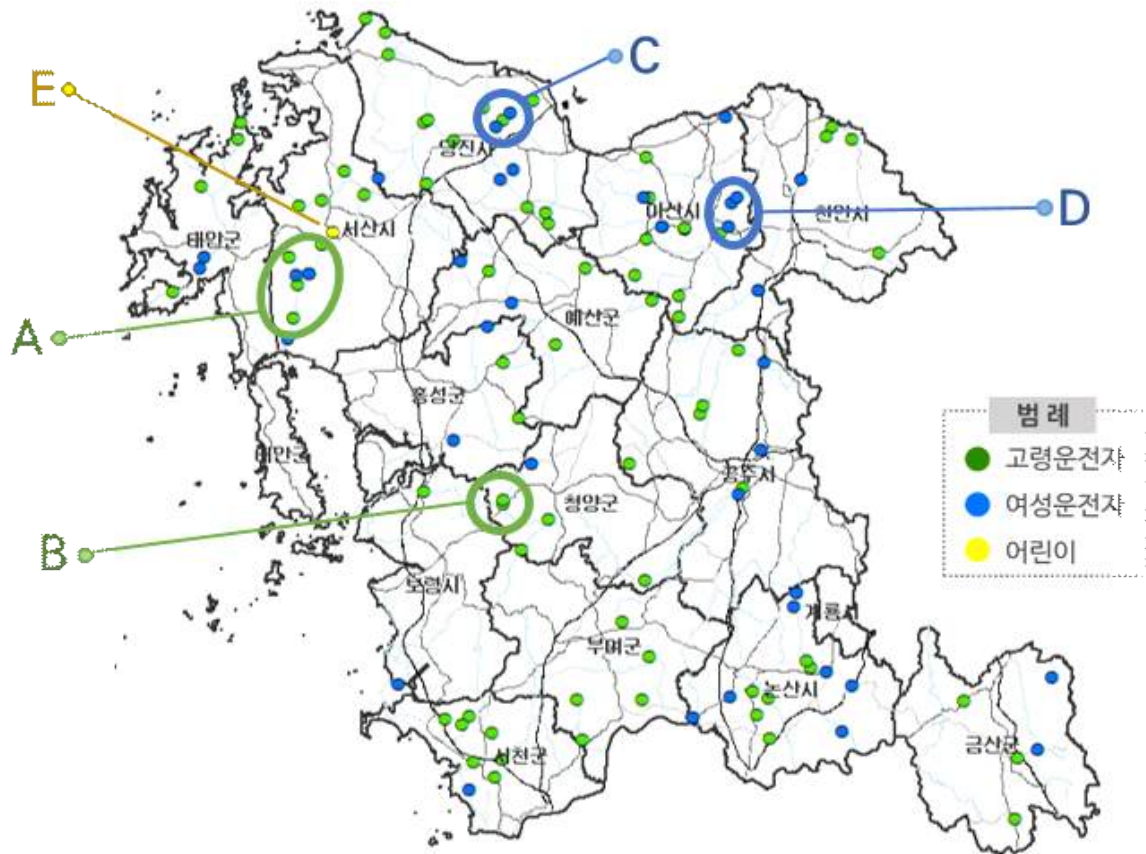 C
E
당진시
아산시
천안시
D
서산시
태안군
A
예산군
홍성군
범 례
고령운전자
태안군
공주시
청양군
여성운전자
B
어린이
보령시
계룡시
부여군
논산시
서천군
금산군